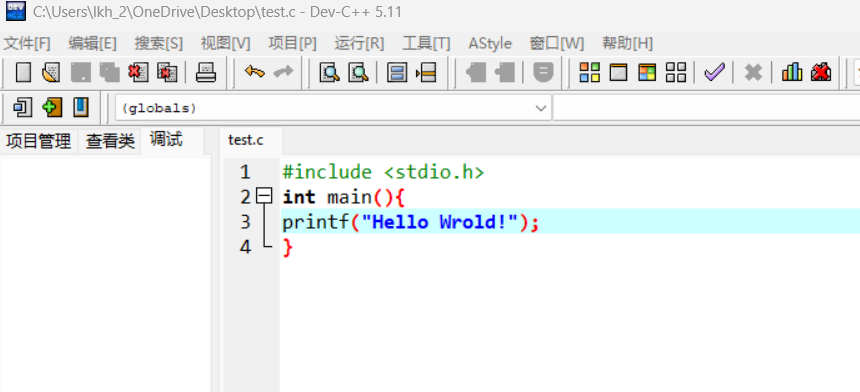 C:\Users\lkh_2\OneDrive\Desktop\test.c - Dev-C++ 5.11
文件[F] 编辑[E] 搜索[S] 视图[V] 项目[P] 运行[R] 工具[T] AStyle 窗口[W] 帮助[H]
(globals)
项目管理 查看类 调试 test.c
1 #include <stdio.h>
2 int main(){
3 printf("Hello Wrold!");
4 }